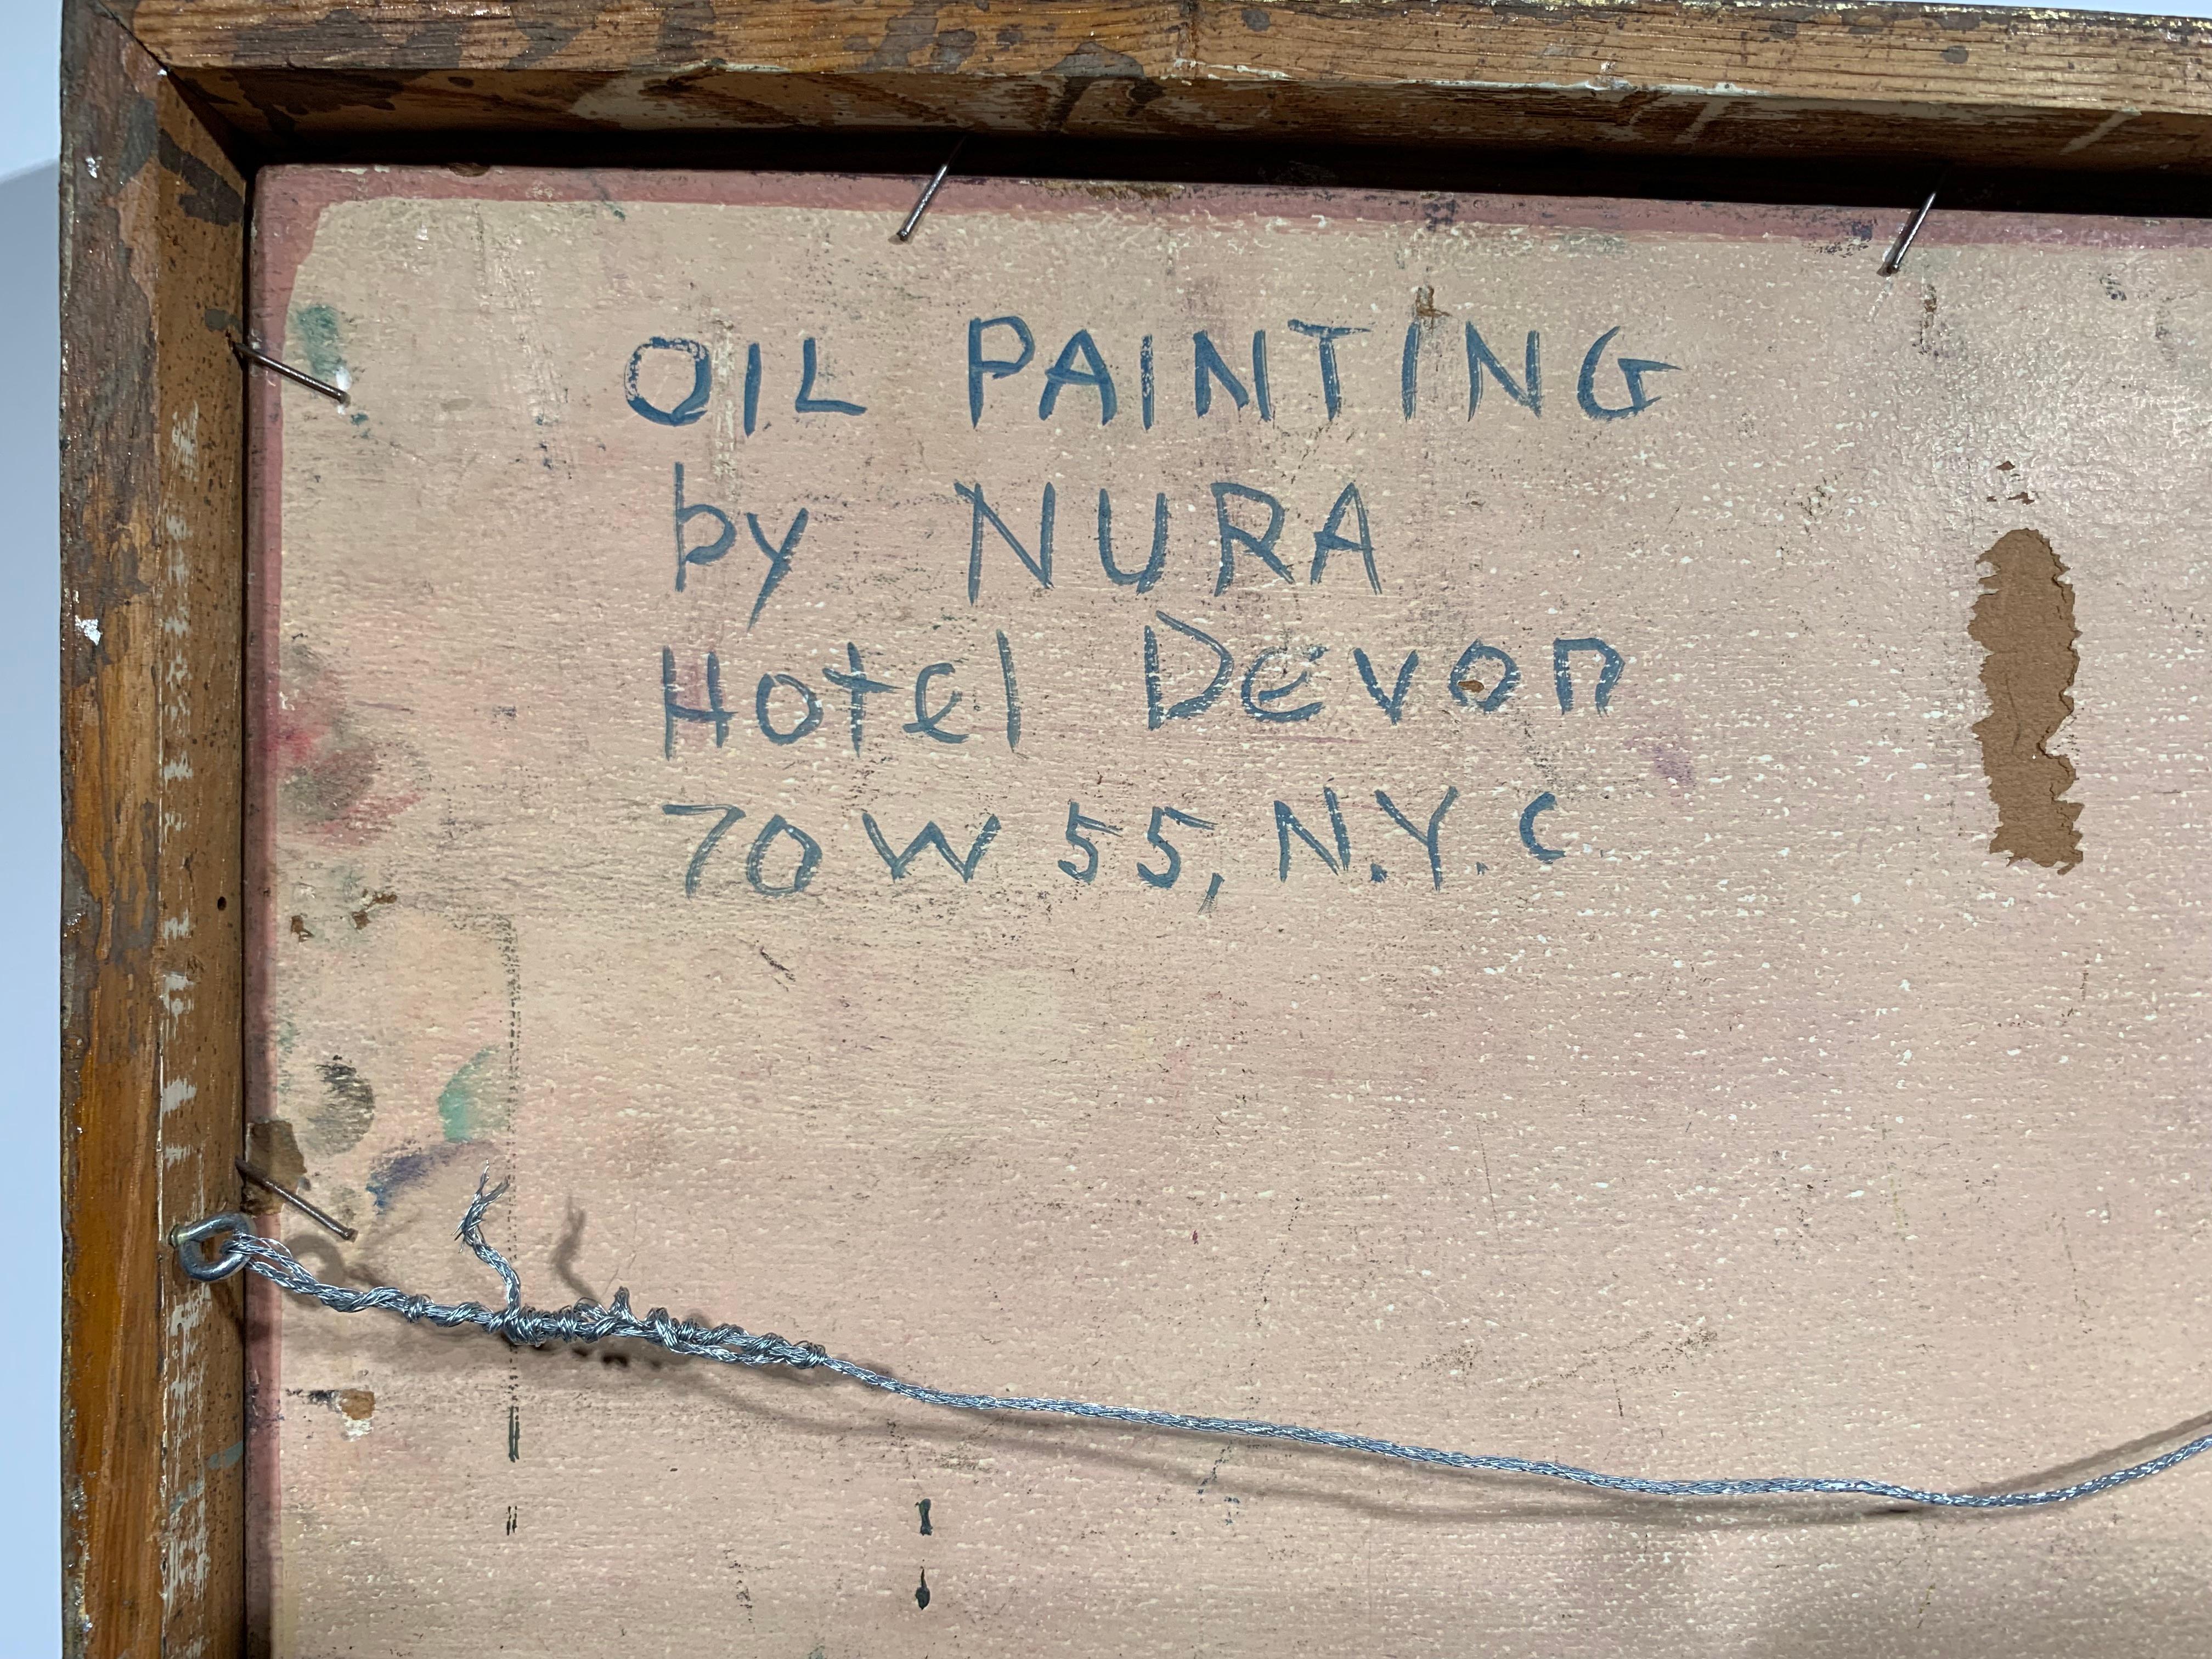 OIL PAINTING
by NURA
Hotel Devon
70 W 55, N.Y. C